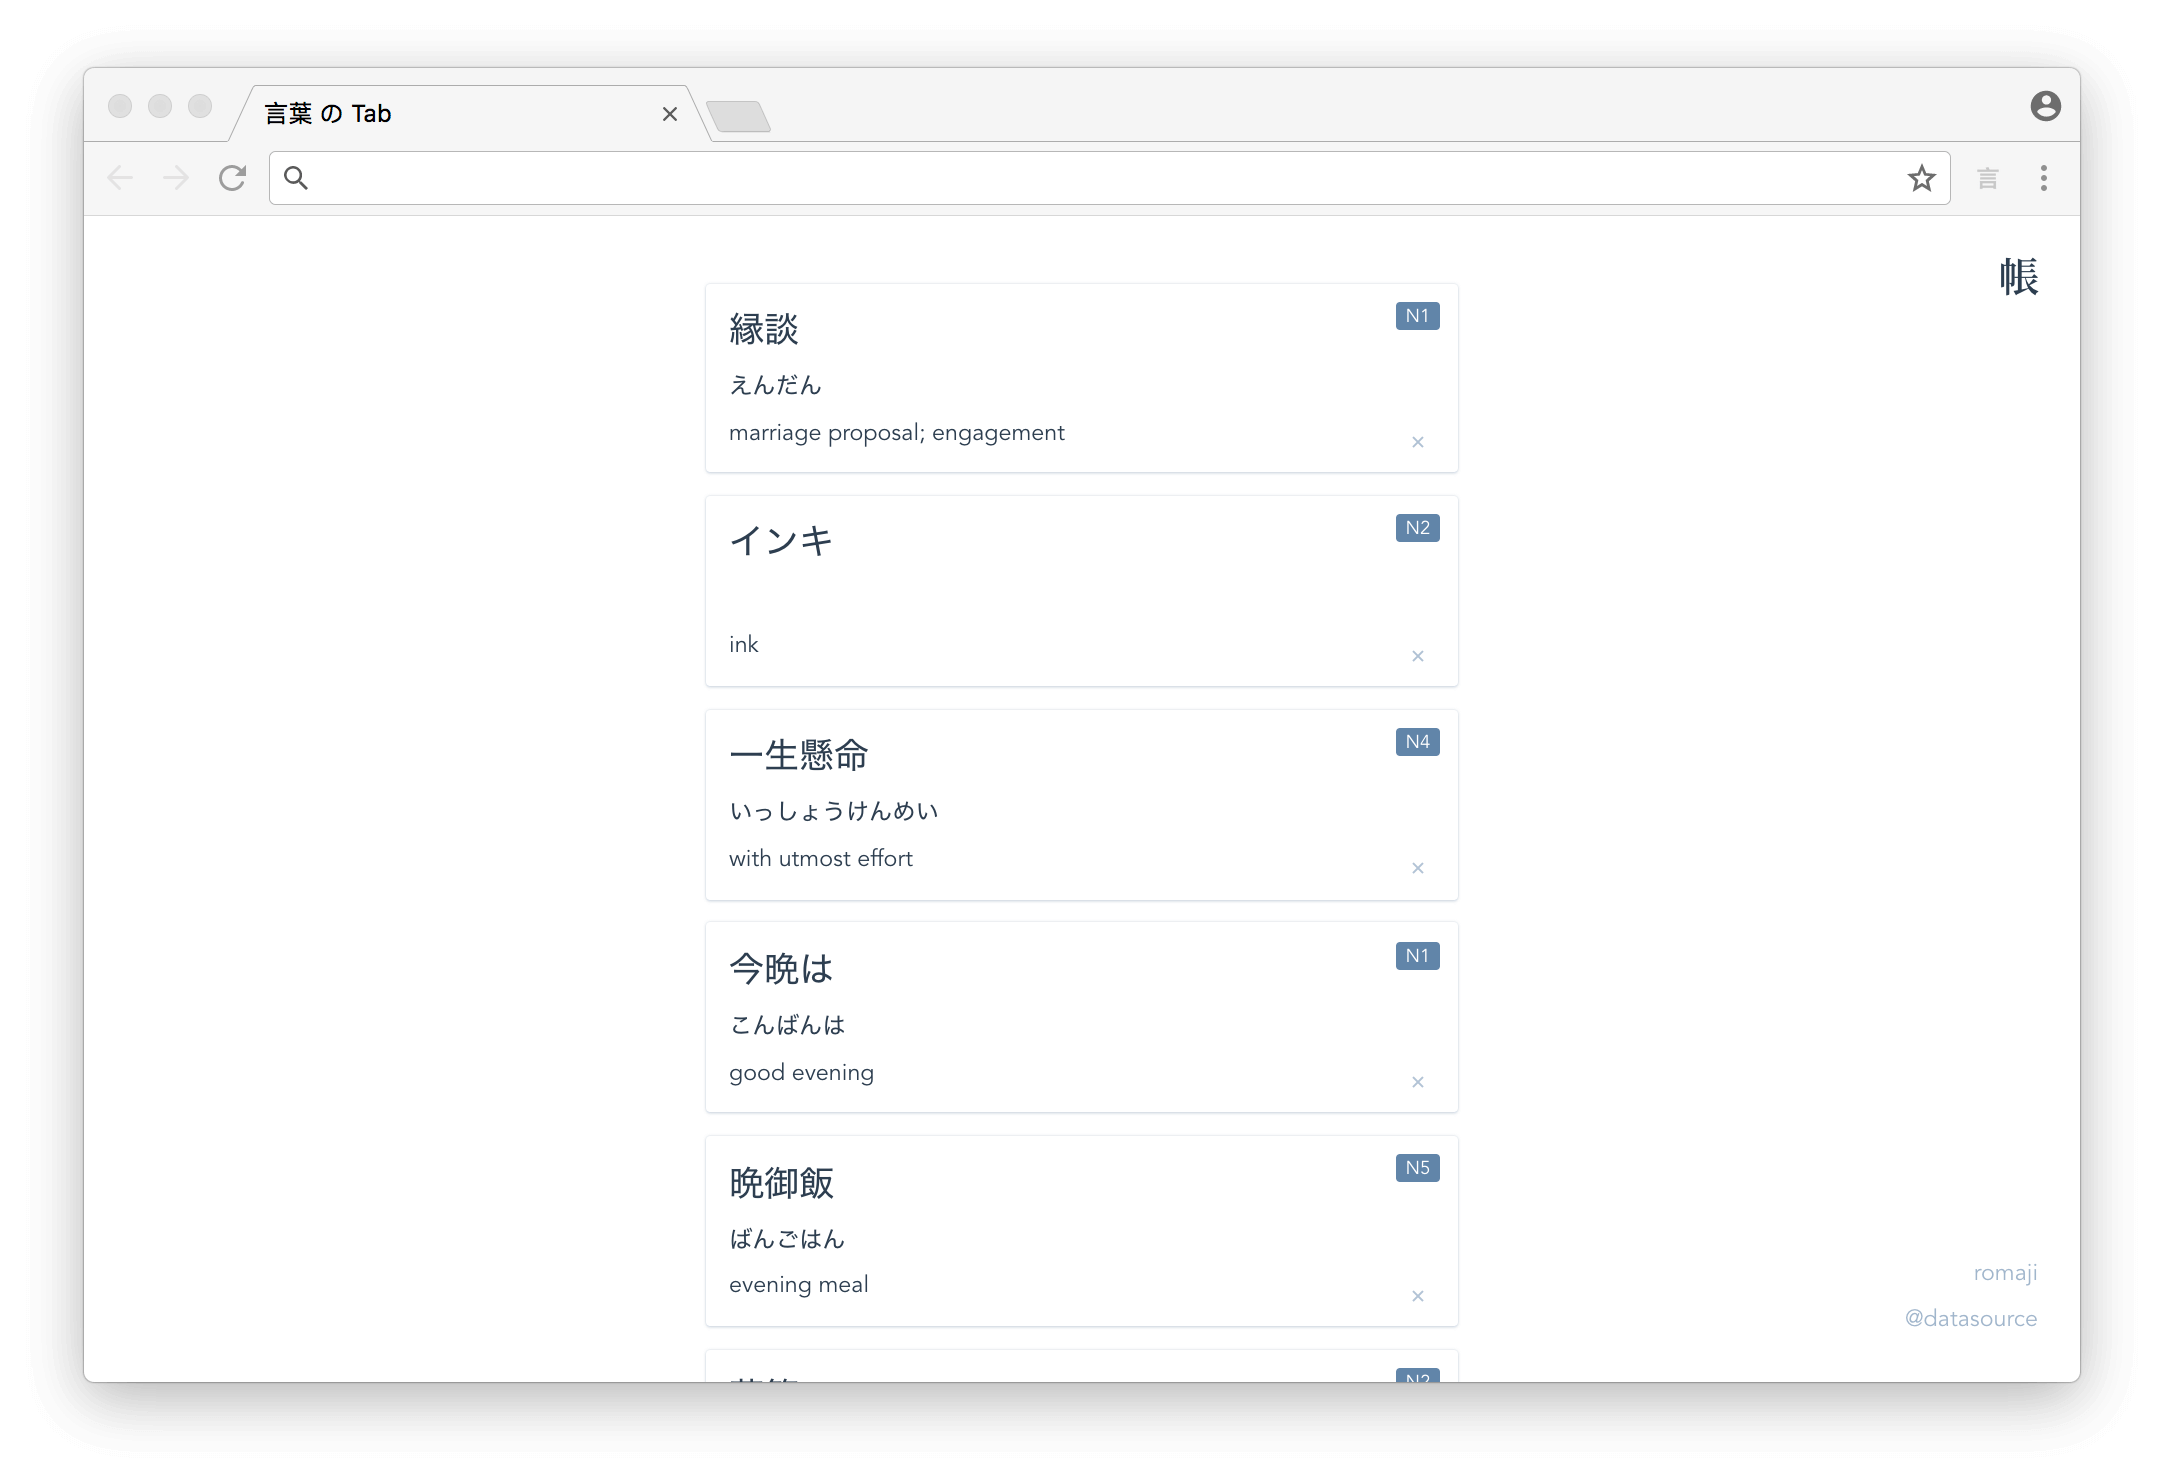 言葉 の Tab
言
帳
縁談
N1
えんだん
marriage proposal; engagement
インキ
N2
ink
一生懸命
N4
いっしょうけんめい
with utmost effort
今晩は
N1
こんばんは
good evening
晩御飯
N5
ばんごはん
evening meal
N2
romaji
@datasource